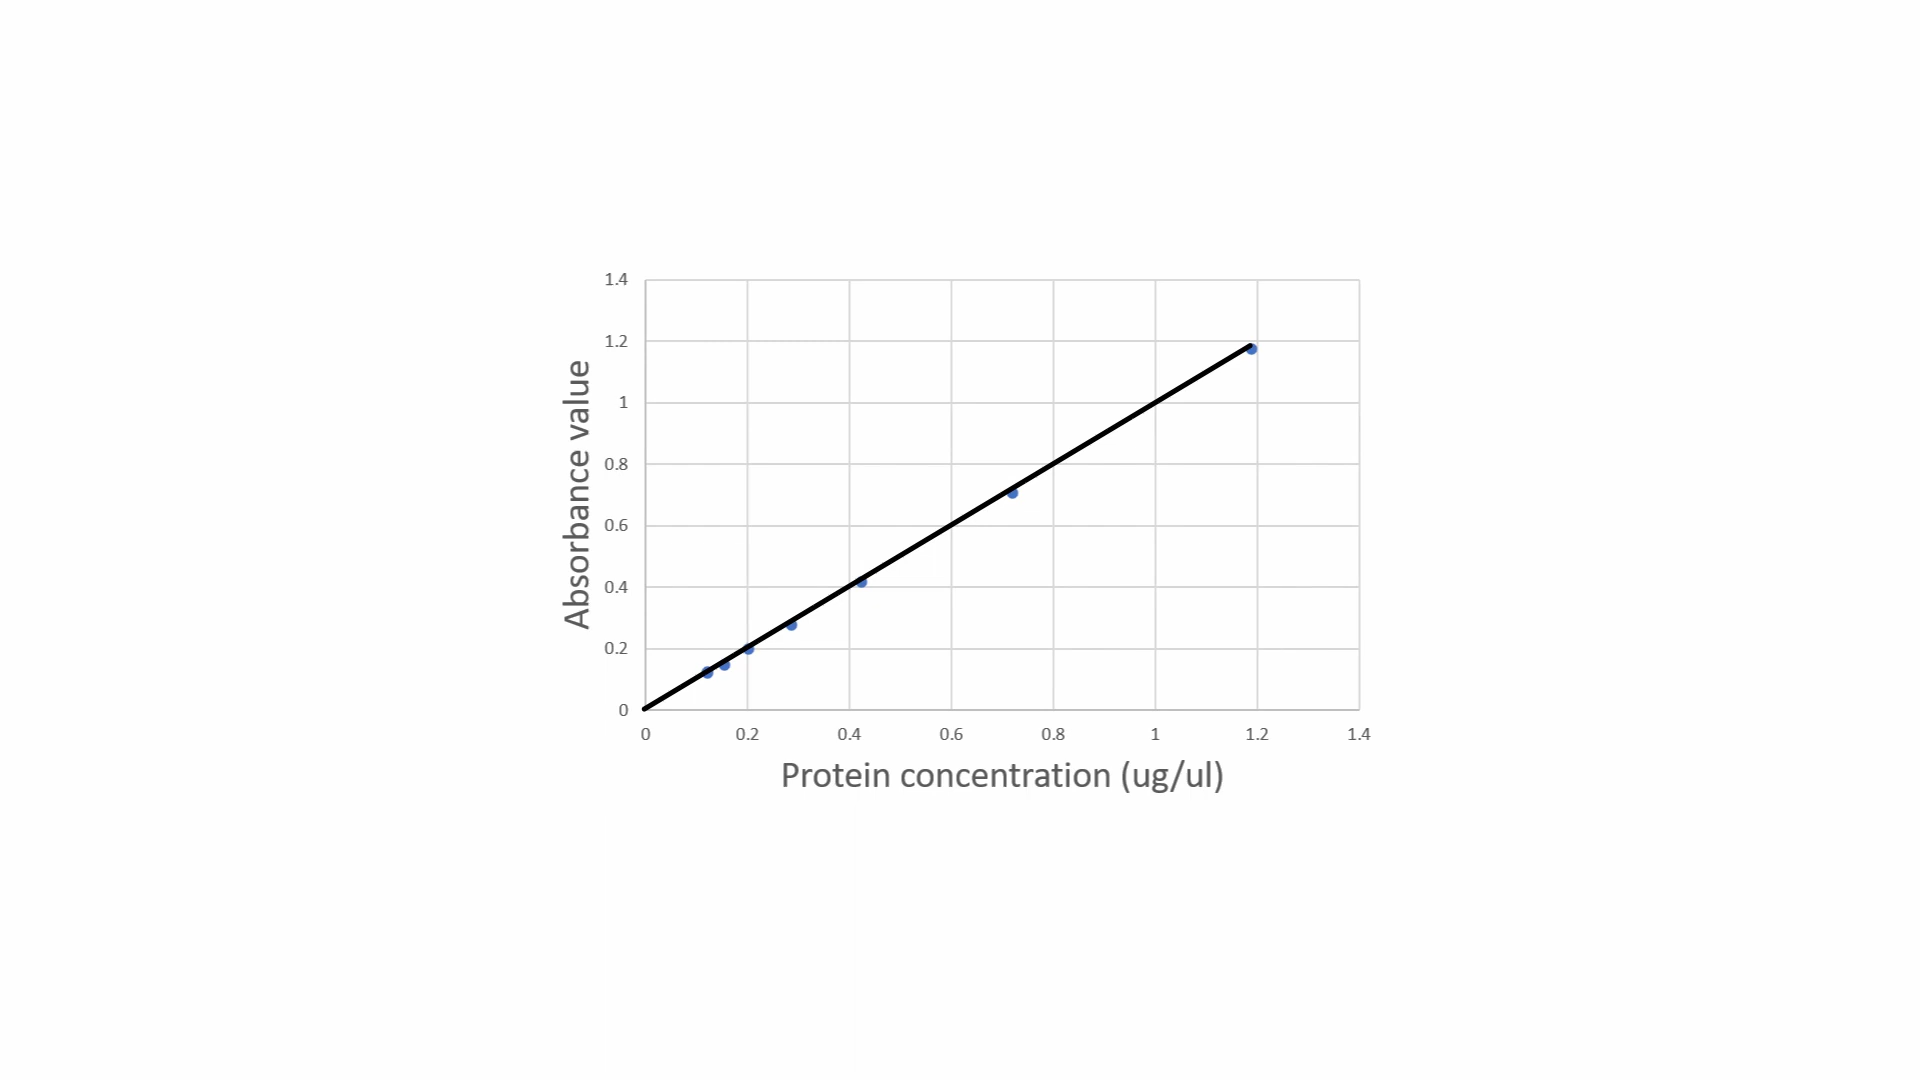 1.4
1.2
1
0.8
0.6
0.4
0.2
0
Absorbance value
0 0.2 0.4 0.6 0.8 1 1.2 1.4
Protein concentration (ug/ul)